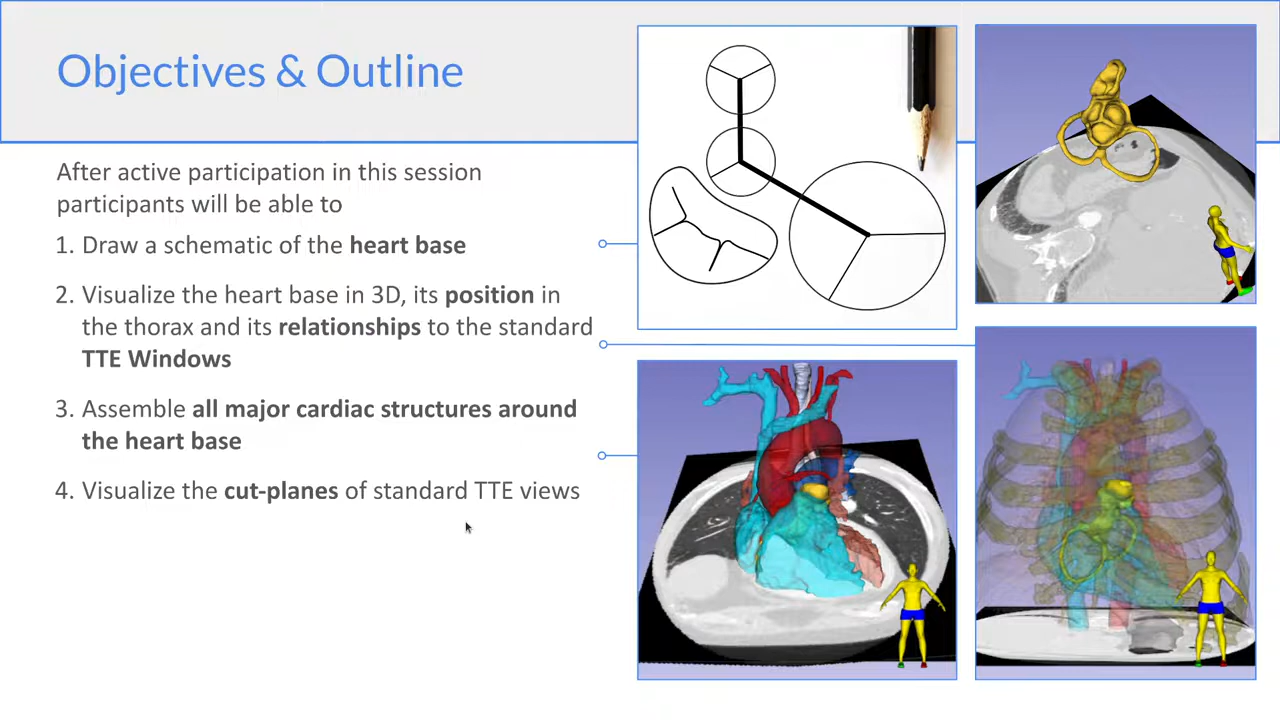 Objectives & Outline
After active participation in this session
participants will be able to
1. Draw a schematic of the heart base
2. Visualize the heart base in 3D, its position in
the thorax and its relationships to the standard
TTE Windows
3. Assemble all major cardiac structures around
the heart base
4. Visualize the cut-planes of standard TTE views